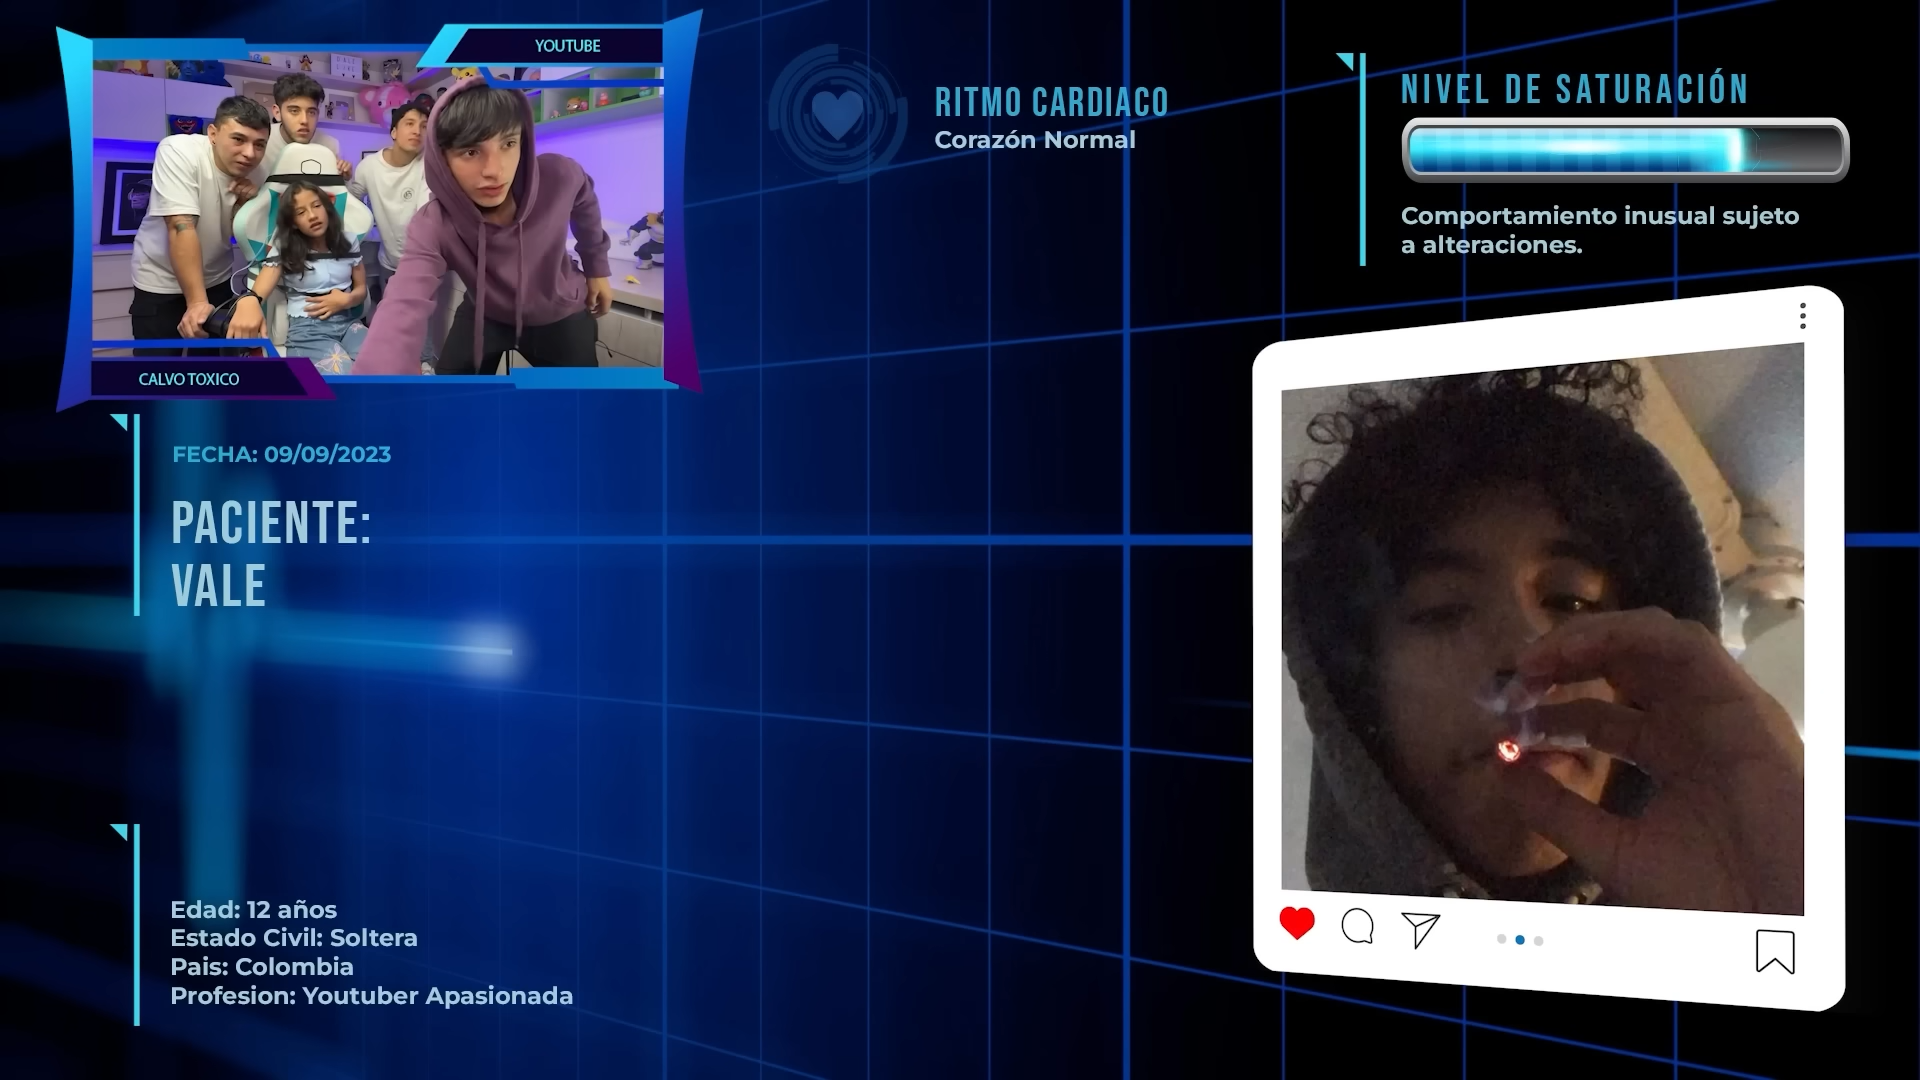 YOUTUBE
CALVO TOXICO
RITMO CARDIACO
Corazón Normal
NIVEL DE SATURACIÓN
Comportamiento inusual sujeto
a alteraciones.
FECHA: 09/09/2023
PACIENTE:
VALE
Edad: 12 años
Estado Civil: Soltera
Pais: Colombia
Profesion: Youtuber Apasionada